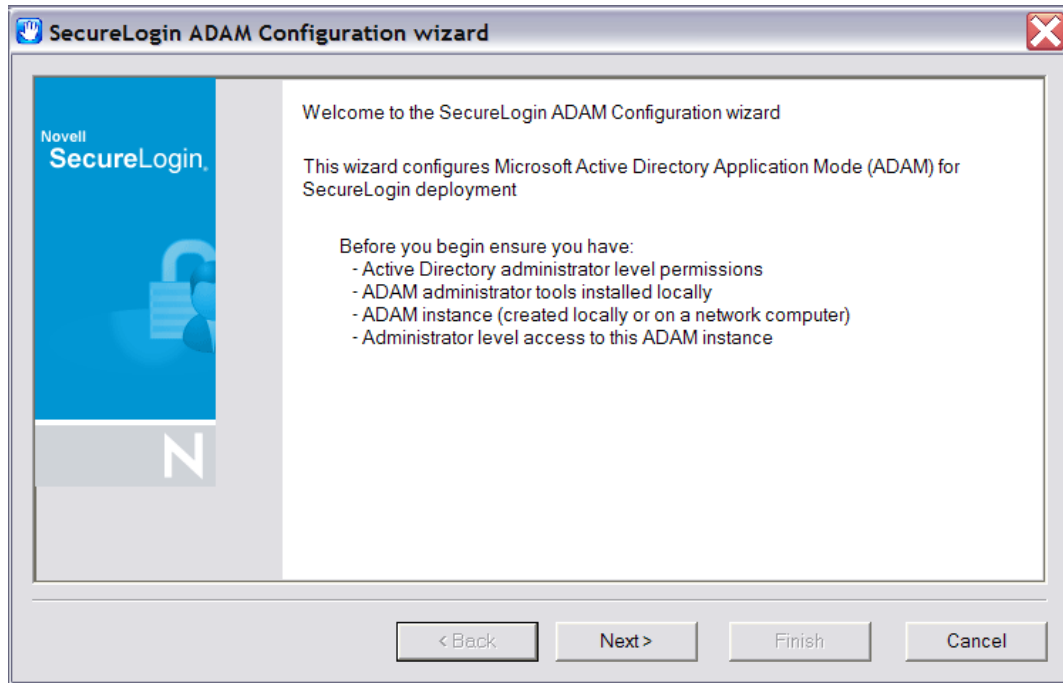 SecureLogin ADAM Configuration wizard
Novell
SecureLogin
N
Welcome to the SecureLogin ADAM Configuration wizard
This wizard configures Microsoft Active Directory Application Mode (ADAM) for
SecureLogin deployment
Before you begin ensure you have:
- Active Directory administrator level permissions
- ADAM administrator tools installed locally
- ADAM instance (created locally or on a network computer)
- Administrator level access to this ADAM instance
< Back
Next >
Finish
Cancel